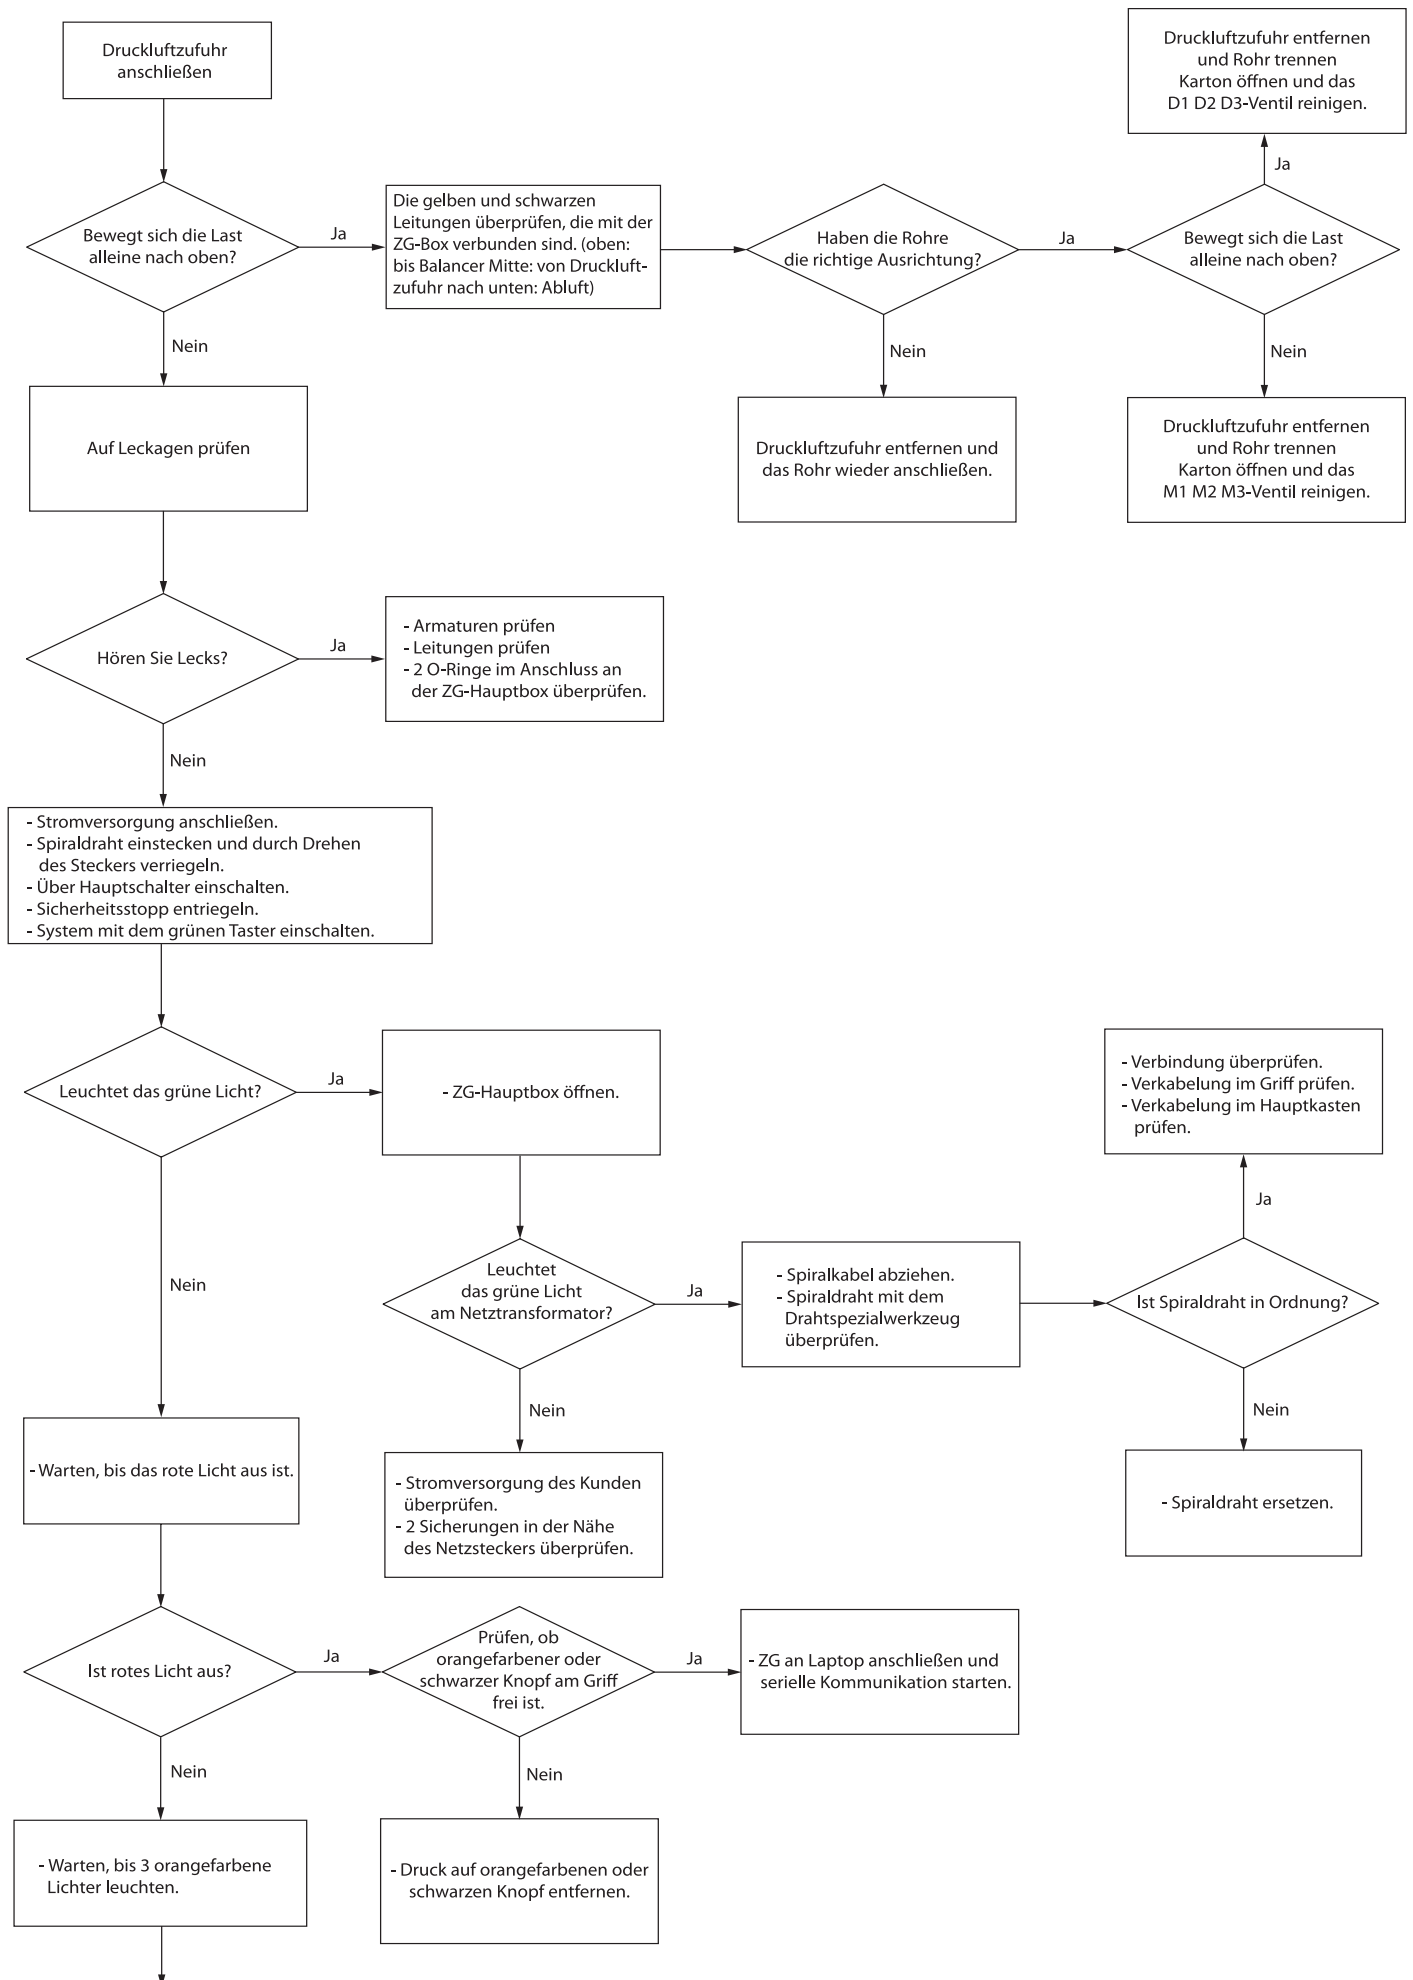 Druckluftzufuhr
anschließen
Bewegt sich die Last
alleine nach oben?
Ja
Die gelben und schwarzen
Leitungen überprüfen, die mit der
ZG-Box verbunden sind. (oben:
bis Balancer Mitte: von Druckluft-
zufuhr nach unten: Abluft)
Haben die Rohre
die richtige Ausrichtung?
Ja
Bewegt sich die Last
alleine nach oben?
Ja
Druckluftzufuhr entfernen
und Rohr trennen
Karton öffnen und das
D1 D2 D3-Ventil reinigen.
Nein
Druckluftzufuhr entfernen
und Rohr trennen
Karton öffnen und das
M1 M2 M3-Ventil reinigen.
Nein
Druckluftzufuhr entfernen und
das Rohr wieder anschließen.
Nein
Auf Leckagen prüfen
Hören Sie Lecks?
Ja
- Armaturen prüfen
- Leitungen prüfen
- 2 O-Ringe im Anschluss an
der ZG-Hauptbox überprüfen.
Nein
- Stromversorgung anschließen.
- Spiraldraht einstecken und durch Drehen
des Steckers verriegeln.
- Über Hauptschalter einschalten.
- Sicherheitsstopp entriegeln.
- System mit dem grünen Taster einschalten.
Leuchtet das grüne Licht?
Ja
- ZG-Hauptbox öffnen.
Leuchtet
das grüne Licht
am Netztransformator?
Ja
- Spiralkabel abziehen.
- Spiraldraht mit dem
Drahtspezialwerkzeug
überprüfen.
Ist Spiraldraht in Ordnung?
Ja
- Verbindung überprüfen.
- Verkabelung im Griff prüfen.
- Verkabelung im Hauptkasten
prüfen.
Nein
- Spiraldraht ersetzen.
Nein
- Stromversorgung des Kunden
überprüfen.
- 2 Sicherungen in der Nähe
des Netzsteckers überprüfen.
Nein
- Warten, bis das rote Licht aus ist.
Ist rotes Licht aus?
Ja
Prüfen, ob
orangefarbener oder
schwarzer Knopf am Griff
frei ist.
Ja
- ZG an Laptop anschließen und
serielle Kommunikation starten.
Nein
- Druck auf orangefarbenen oder
schwarzen Knopf entfernen.
Nein
- Warten, bis 3 orangefarbene
Lichter leuchten.